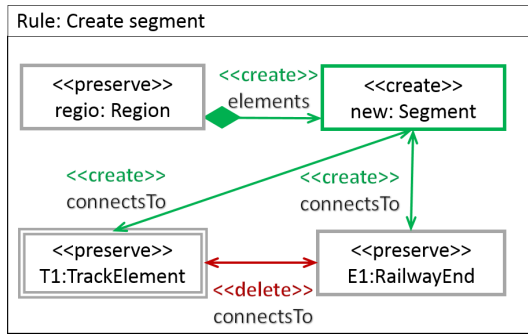 Rule: Create segment
<<preserve>>
regio: Region
<<create>>
elements
<<create>>
new: Segment
<<create>>
connectsTo
<<create>>
connectsTo
<<preserve>>
T1:TrackElement
<<delete>>
connectsTo
<<preserve>>
E1:RailwayEnd